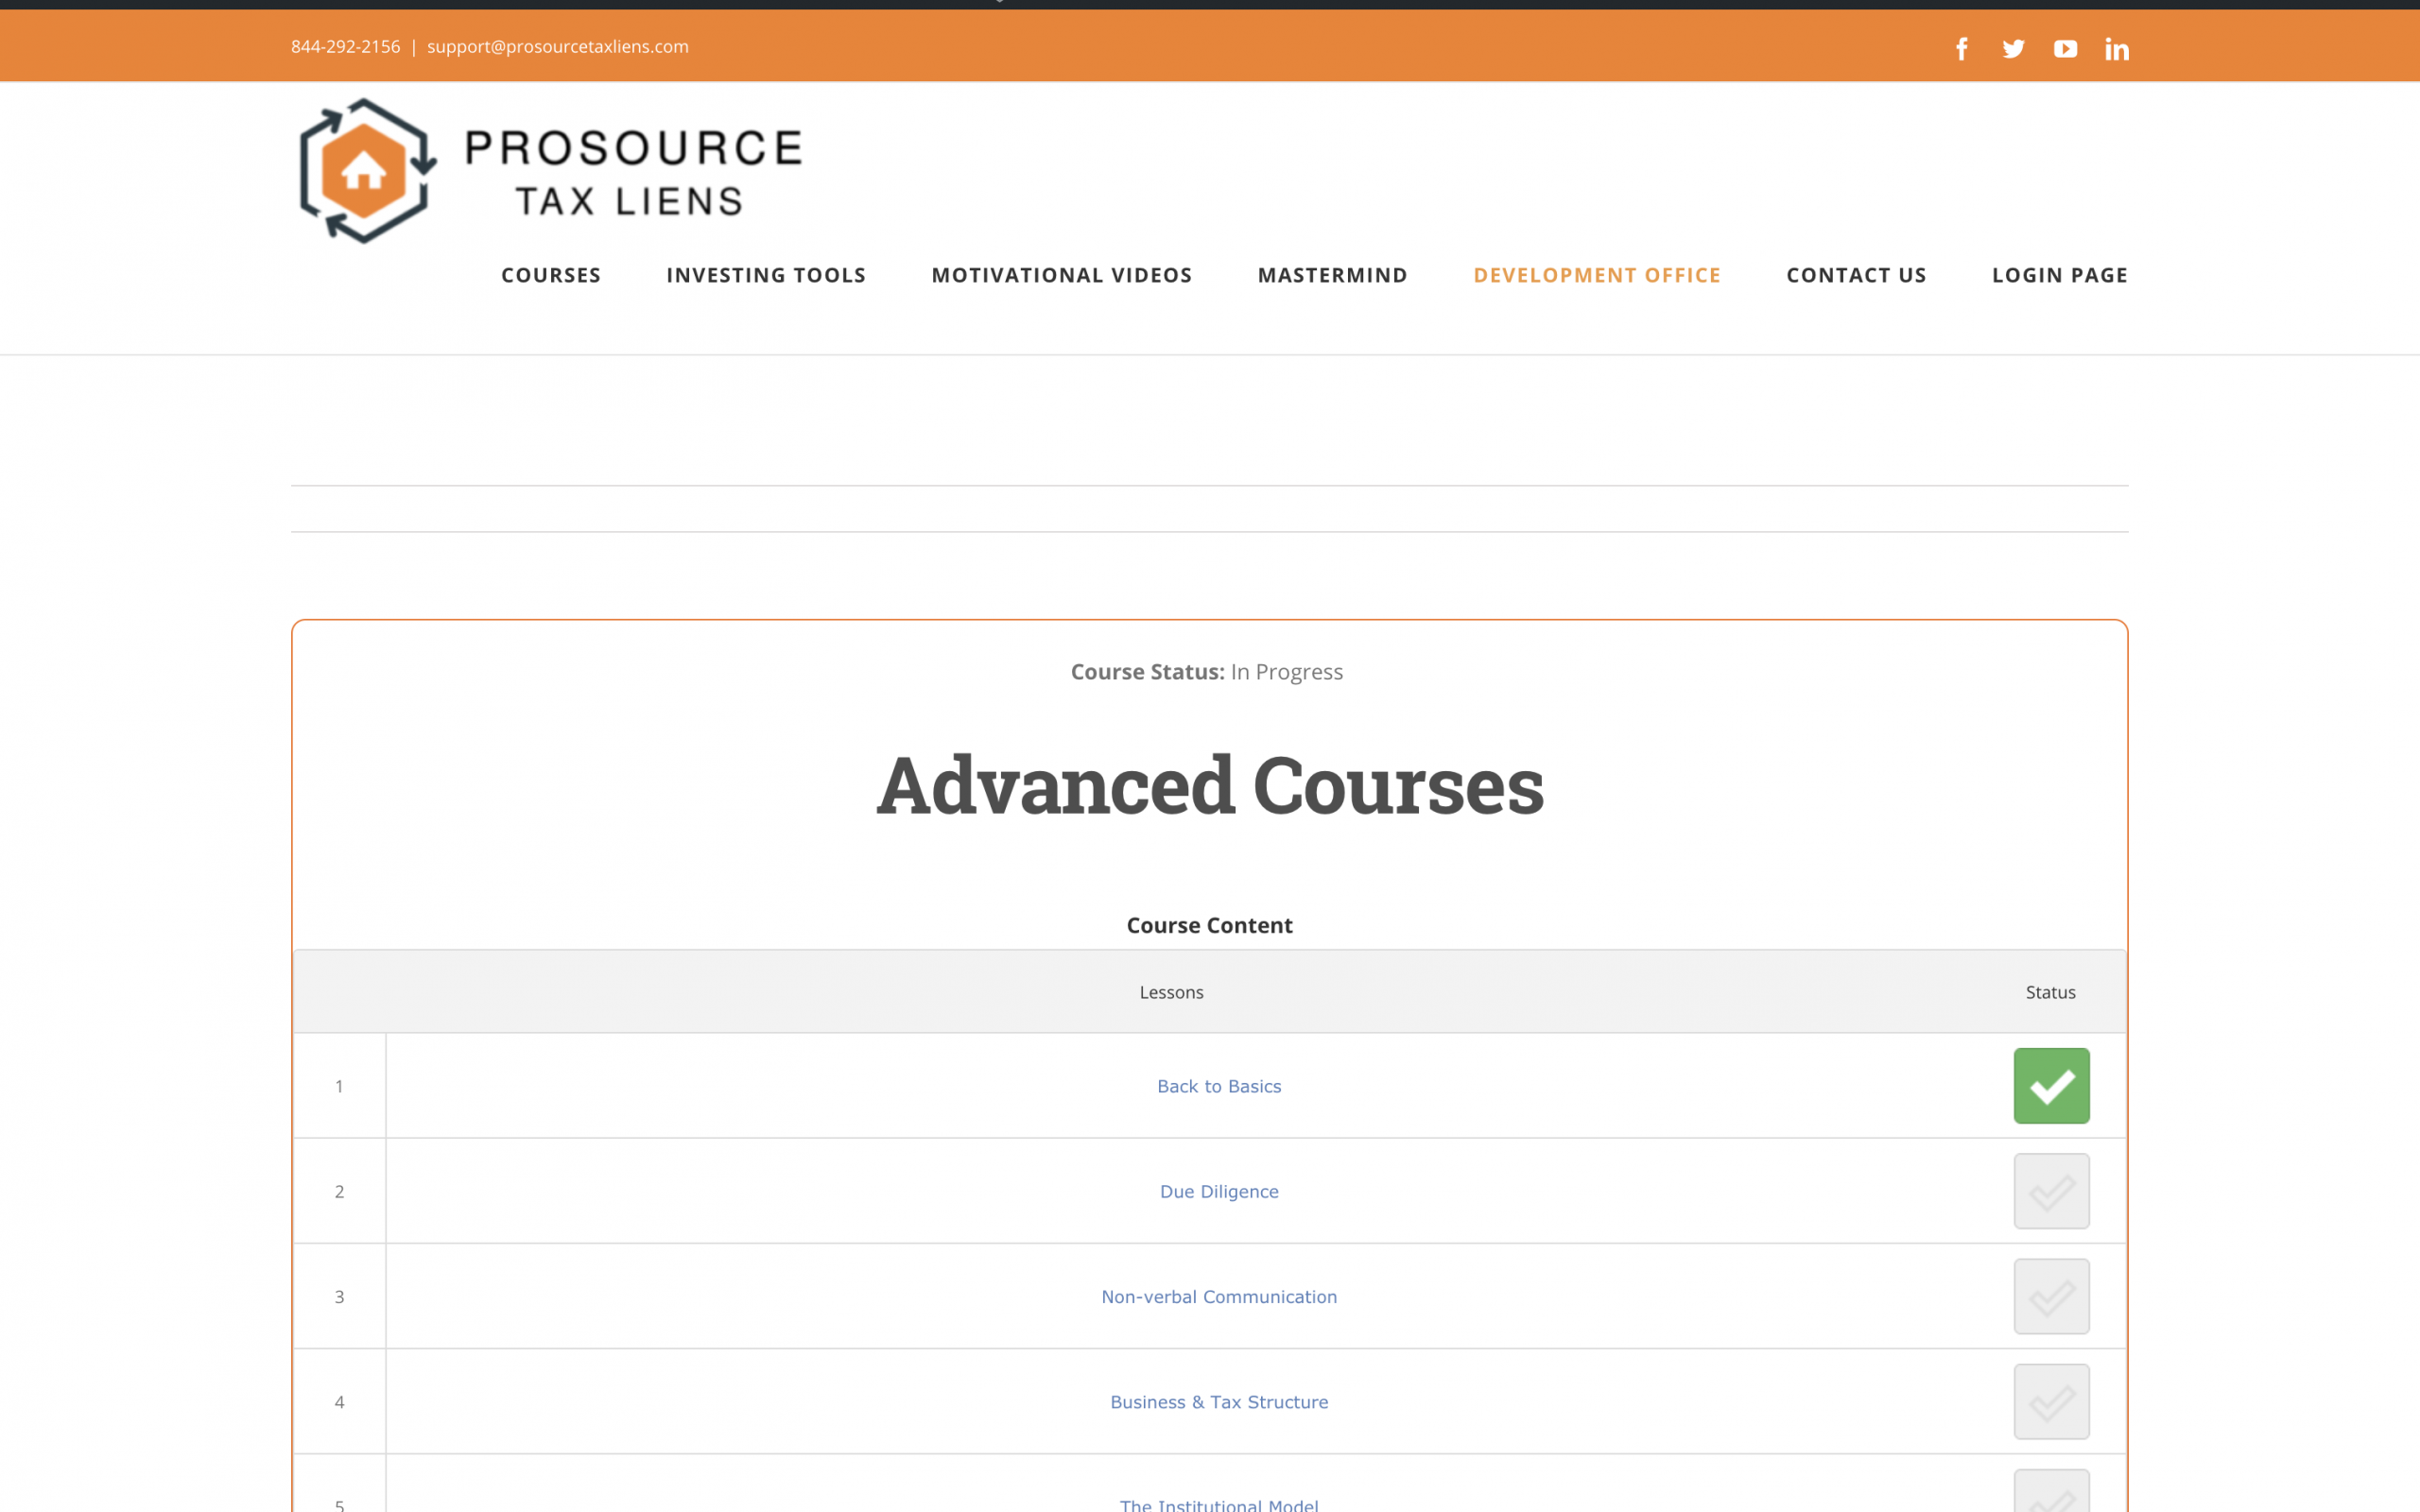 844-292-2156 | support@prosourcetaxliens.com
PROSOURCE
TAX LIENS
COURSES INVESTING TOOLS MOTIVATIONAL VIDEOS MASTERMIND DEVELOPMENT OFFICE CONTACT US LOGIN PAGE
Course Status: In Progress
Advanced Courses
Course Content
Lessons Status
1 Back to Basics
2 Due Diligence
3 Non-verbal Communication
4 Business & Tax Structure
5 The Institutional Model